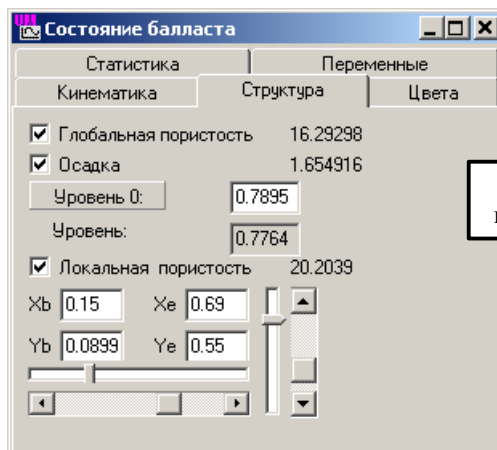 Состояние балласта
Статистика Переменные
Кинематика Структура Цвета
Глобальная пористость 16.29298
Осадка 1.654916
Уровень 0: 0.7895
Уровень: 0.7764
Локальная пористость 20.2039
Xb 0.15 Xe 0.69
Yb 0.0899 Ye 0.55